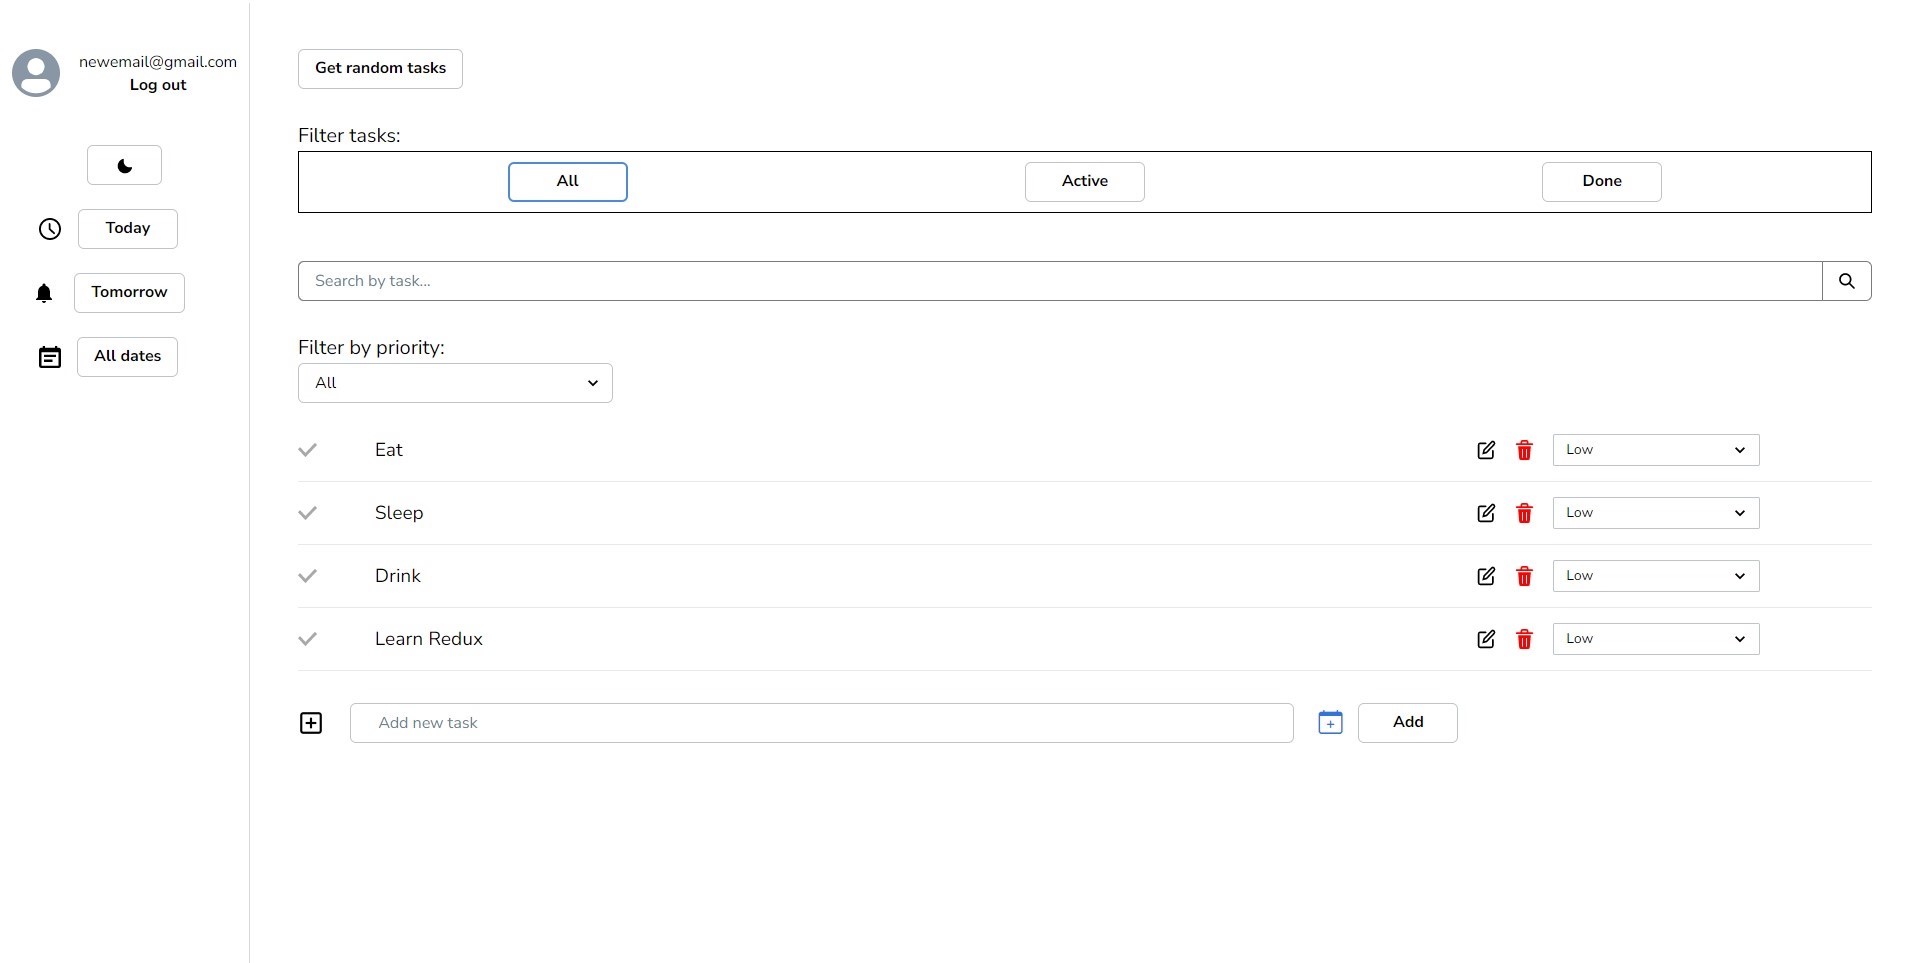 newemail@gmail.com
Log out
Today
Tomorrow
All dates
Get random tasks
Filter tasks:
All Active Done
Search by task...
Filter by priority:
All
Eat Low
Sleep Low
Drink Low
Learn Redux Low
Add new task Add